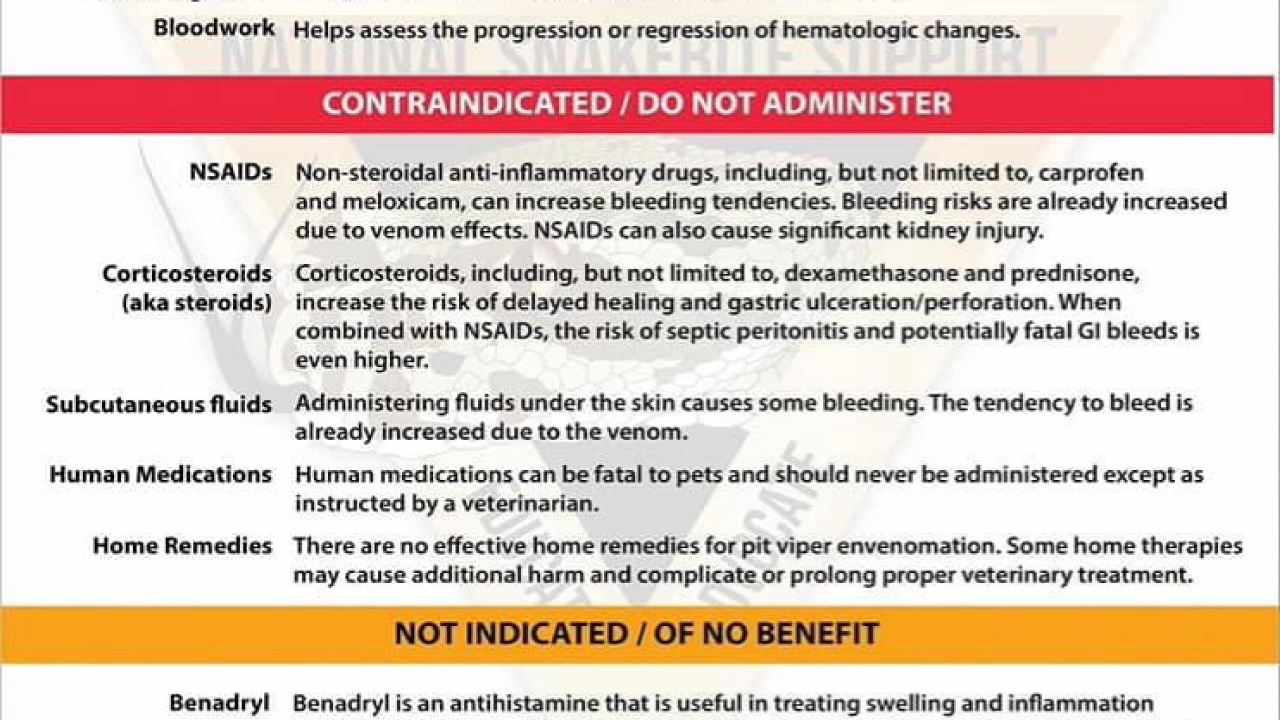 Bloodwork Helps assess the progression or regression of hematologic changes.
NATIONAL SNAKEBITE SUPPORT
CONTRAINDICATED / DO NOT ADMINISTER
NSAIDs Non-steroidal anti-inflammatory drugs, including, but not limited to, carprofen
and meloxicam, can increase bleeding tendencies. Bleeding risks are already increased
due to venom effects. NSAIDs can also cause significant kidney injury.
Corticosteroids Corticosteroids, including, but not limited to, dexamethasone and prednisone,
(aka steroids) increase the risk of delayed healing and gastric ulceration/perforation. When
combined with NSAIDs, the risk of septic peritonitis and potentially fatal GI bleeds is
even higher.
Subcutaneous fluids Administering fluids under the skin causes some bleeding. The tendency to bleed is
already increased due to the venom.
Human Medications Human medications can be fatal to pets and should never be administered except as
instructed by a veterinarian.
Home Remedies There are no effective home remedies for pit viper envenomation. Some home therapies
may cause additional harm and complicate or prolong proper veterinary treatment.
NOT INDICATED / OF NO BENEFIT
Benadryl Benadryl is an antihistamine that is useful in treating swelling and inflammation